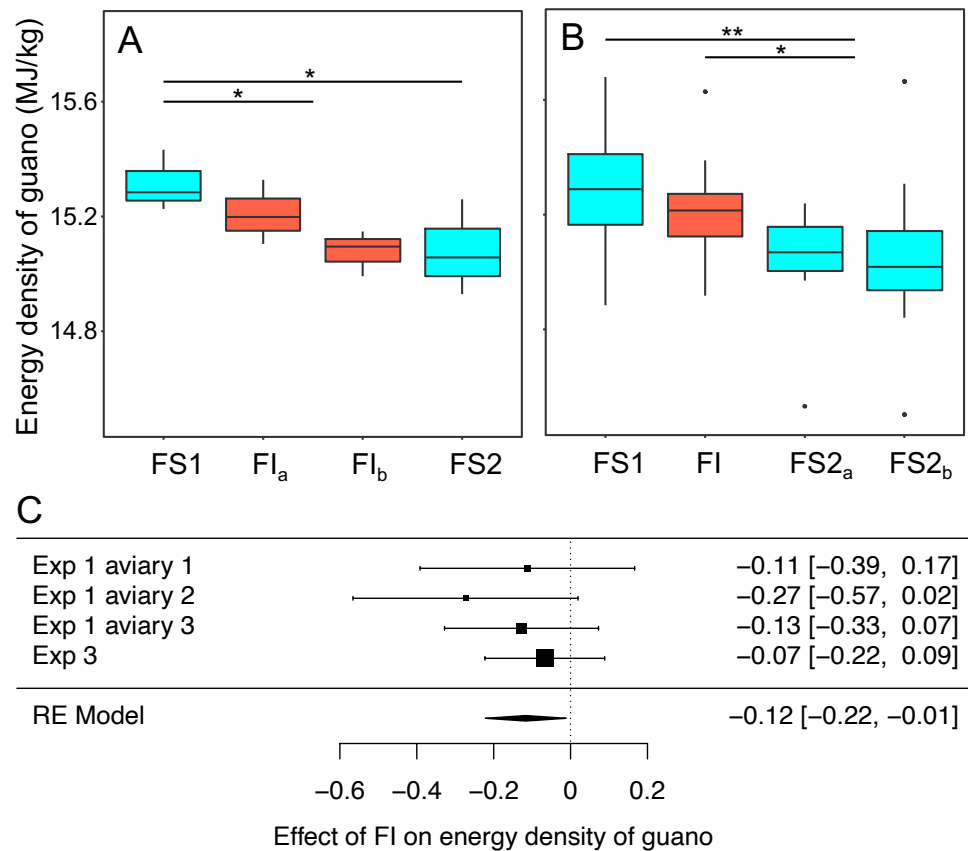 A
B
Energy density of guano (MJ/kg)
15.6
15.2
14.8
*
*
**
*
FS1 FIa FIb FS2
FS1 FI FS2a FS2b
C
Exp 1 aviary 1 −0.11 [−0.39, 0.17]
Exp 1 aviary 2 −0.27 [−0.57, 0.02]
Exp 1 aviary 3 −0.13 [−0.33, 0.07]
Exp 3 −0.07 [−0.22, 0.09]
RE Model −0.12 [−0.22, −0.01]
−0.6 −0.4 −0.2 0 0.2
Effect of FI on energy density of guano